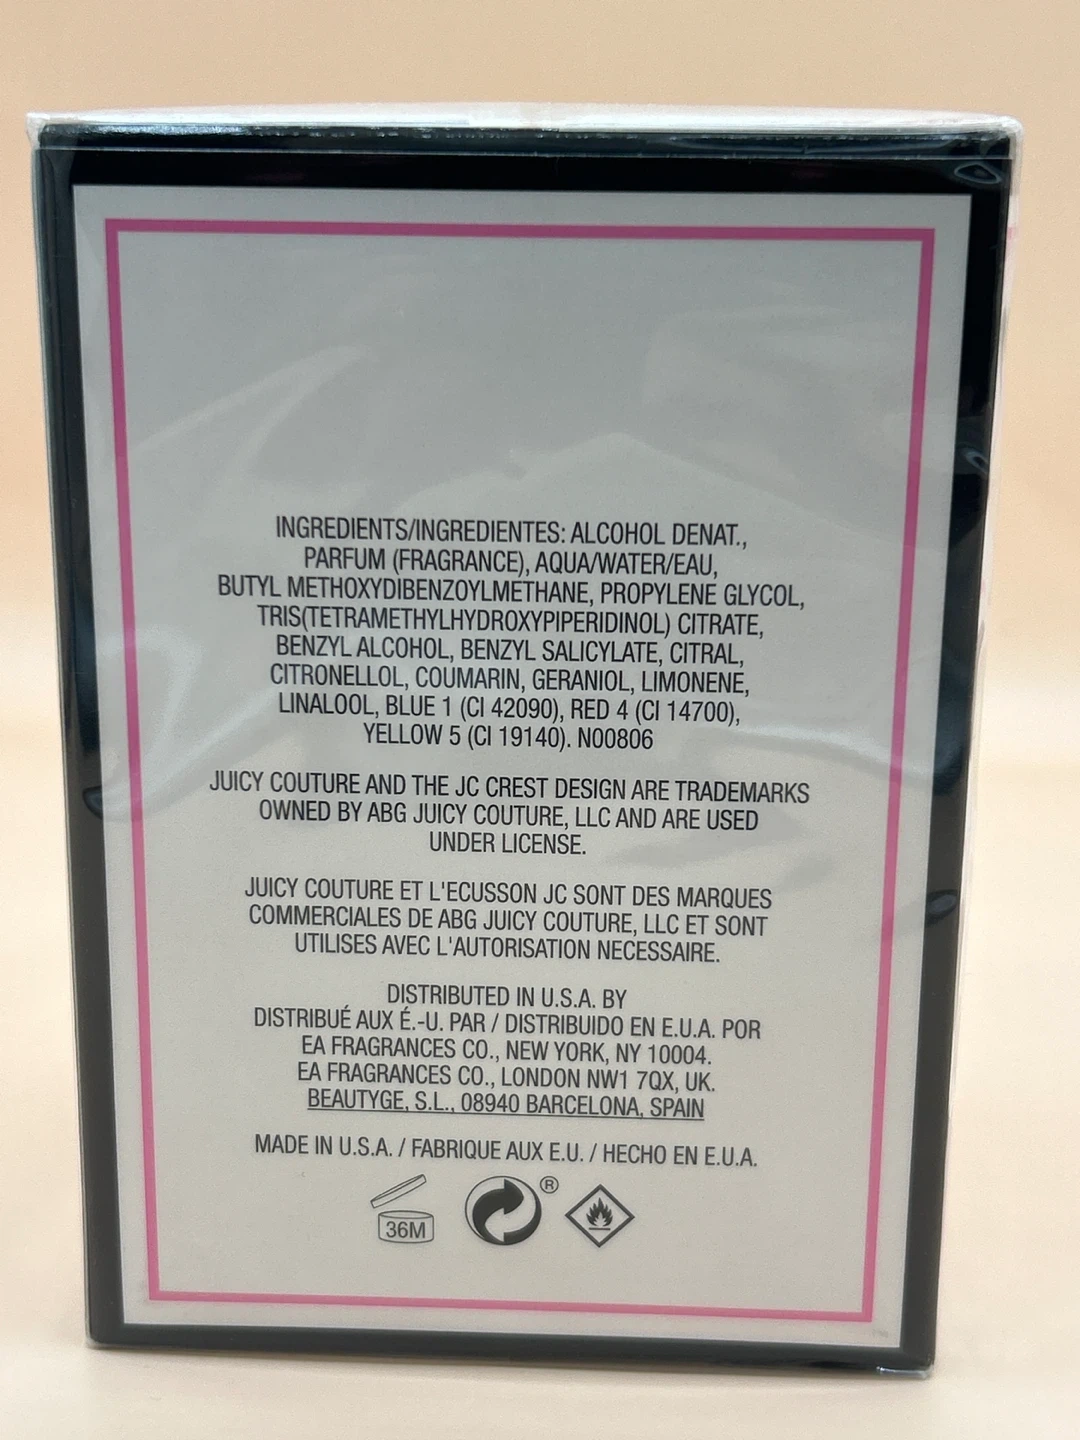 INGREDIENTS/INGREDIENTES: ALCOHOL DENAT.,
PARFUM (FRAGRANCE), AQUA/WATER/EAU,
BUTYL METHOXYDIBENZOYLMETHANE, PROPYLENE GLYCOL,
TRIS(TETRAMETHYLHYDROXYPIPERIDINOL) CITRATE,
BENZYL ALCOHOL, BENZYL SALICYLATE, CITRAL,
CITRONELLOL, COUMARIN, GERANIOL, LIMONENE,
LINALOOL, BLUE 1 (CI 42090), RED 4 (CI 14700),
YELLOW 5 (CI 19140). N00806
JUICY COUTURE AND THE JC CREST DESIGN ARE TRADEMARKS
OWNED BY ABG JUICY COUTURE, LLC AND ARE USED
UNDER LICENSE.
JUICY COUTURE ET L'ECUSSON JC SONT DES MARQUES
COMMERCIALES DE ABG JUICY COUTURE, LLC ET SONT
UTILISES AVEC L'AUTORISATION NECESSAIRE.
DISTRIBUTED IN U.S.A. BY
DISTRIBUÉ AUX É.-U. PAR / DISTRIBUIDO EN E.U.A. POR
EA FRAGRANCES CO., NEW YORK, NY 10004.
EA FRAGRANCES CO., LONDON NW1 7QX, UK.
BEAUTYGE, S.L., 08940 BARCELONA, SPAIN
MADE IN U.S.A. / FABRIQUE AUX E.U. / HECHO EN E.U.A.
36M ®